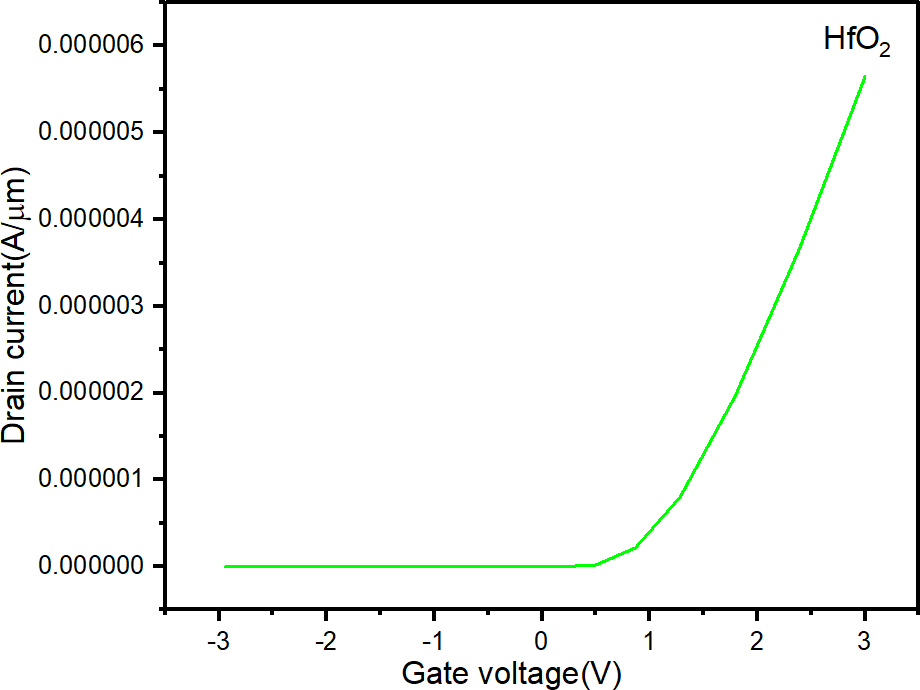 HfO₂
0.000006
0.000005
0.000004
0.000003
0.000002
0.000001
0.000000
Drain current(A/μm)
-3 -2 -1 0 1 2 3
Gate voltage(V)